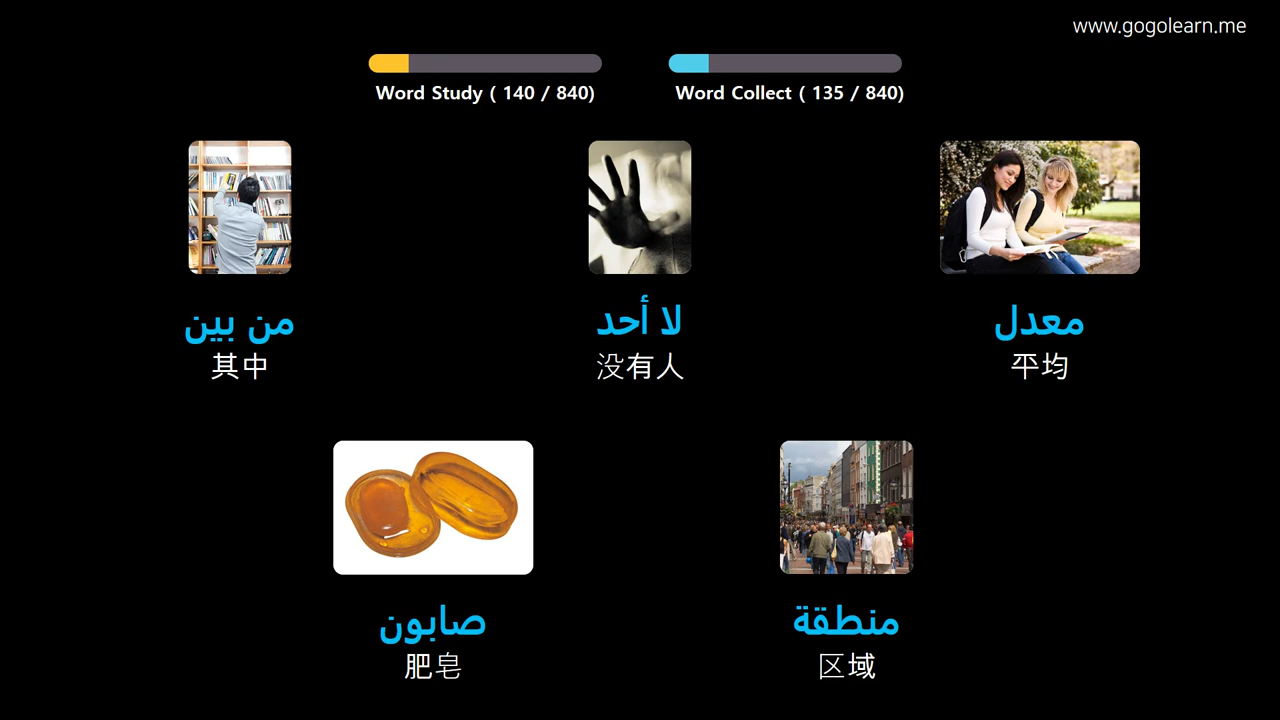 www.gogolearn.me
Word Study ( 140 / 840)
Word Collect ( 135 / 840)
من بين
其中
لا أحد
没有人
معدل
平均
صابون
肥皂
منطقة
区域